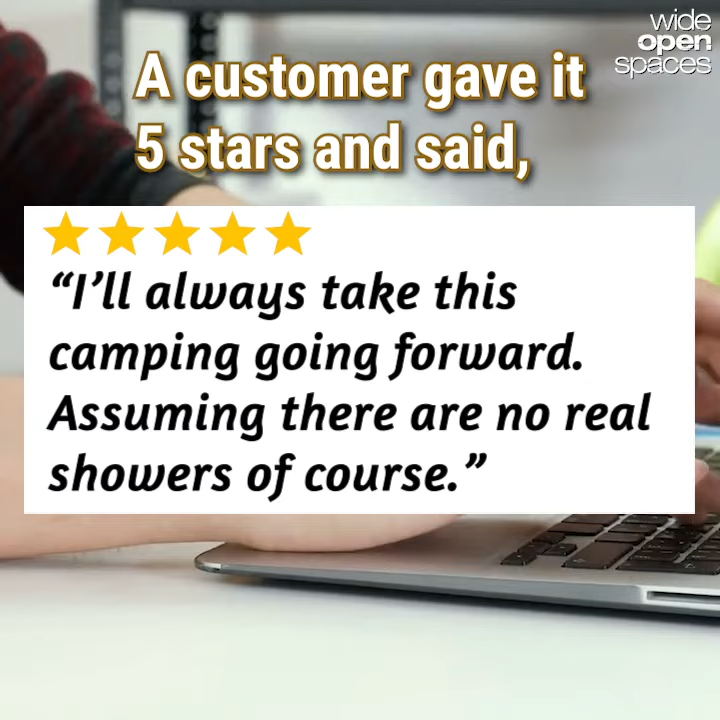 wide
open
spaces
A customer gave it
5 stars and said,
“I’ll always take this
camping going forward.
Assuming there are no real
showers of course.”